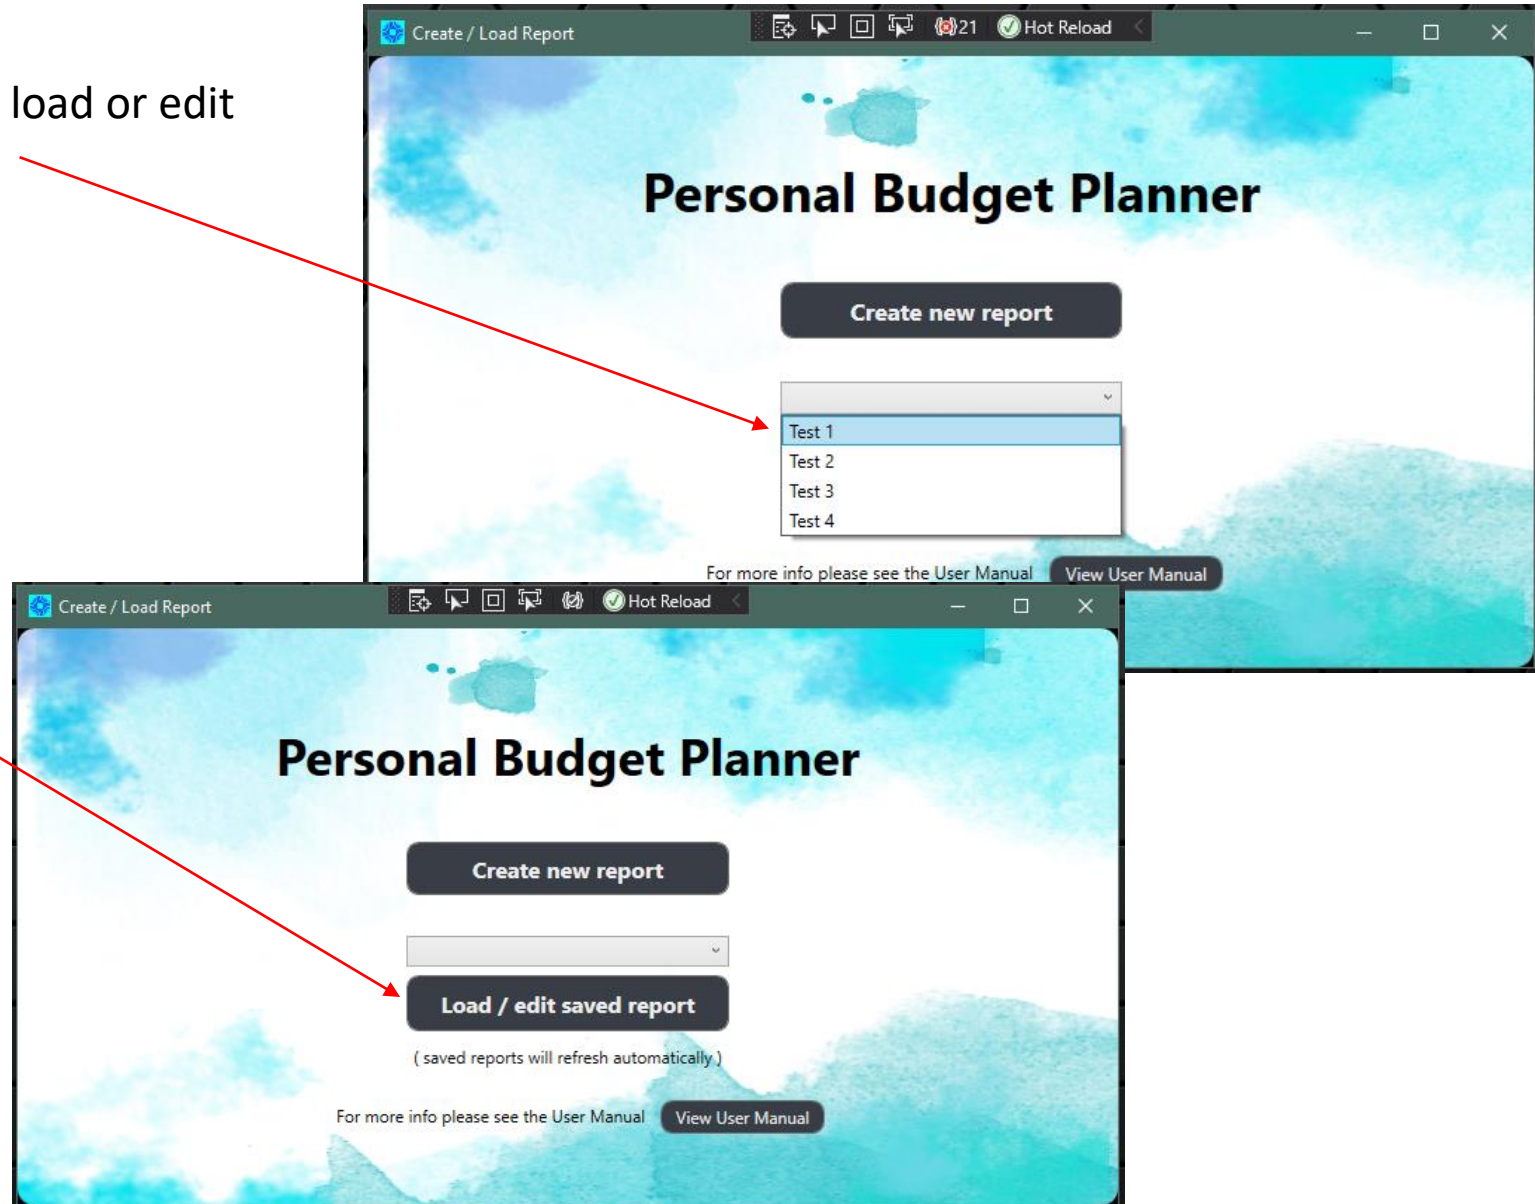 load or edit
Create / Load Report
21
Hot Reload
Personal Budget Planner
Create new report
Test 1
Test 2
Test 3
Test 4
For more info please see the User Manual
View User Manual
Create / Load Report
Hot Reload
Personal Budget Planner
Create new report
Load / edit saved report
( saved reports will refresh automatically )
For more info please see the User Manual
View User Manual